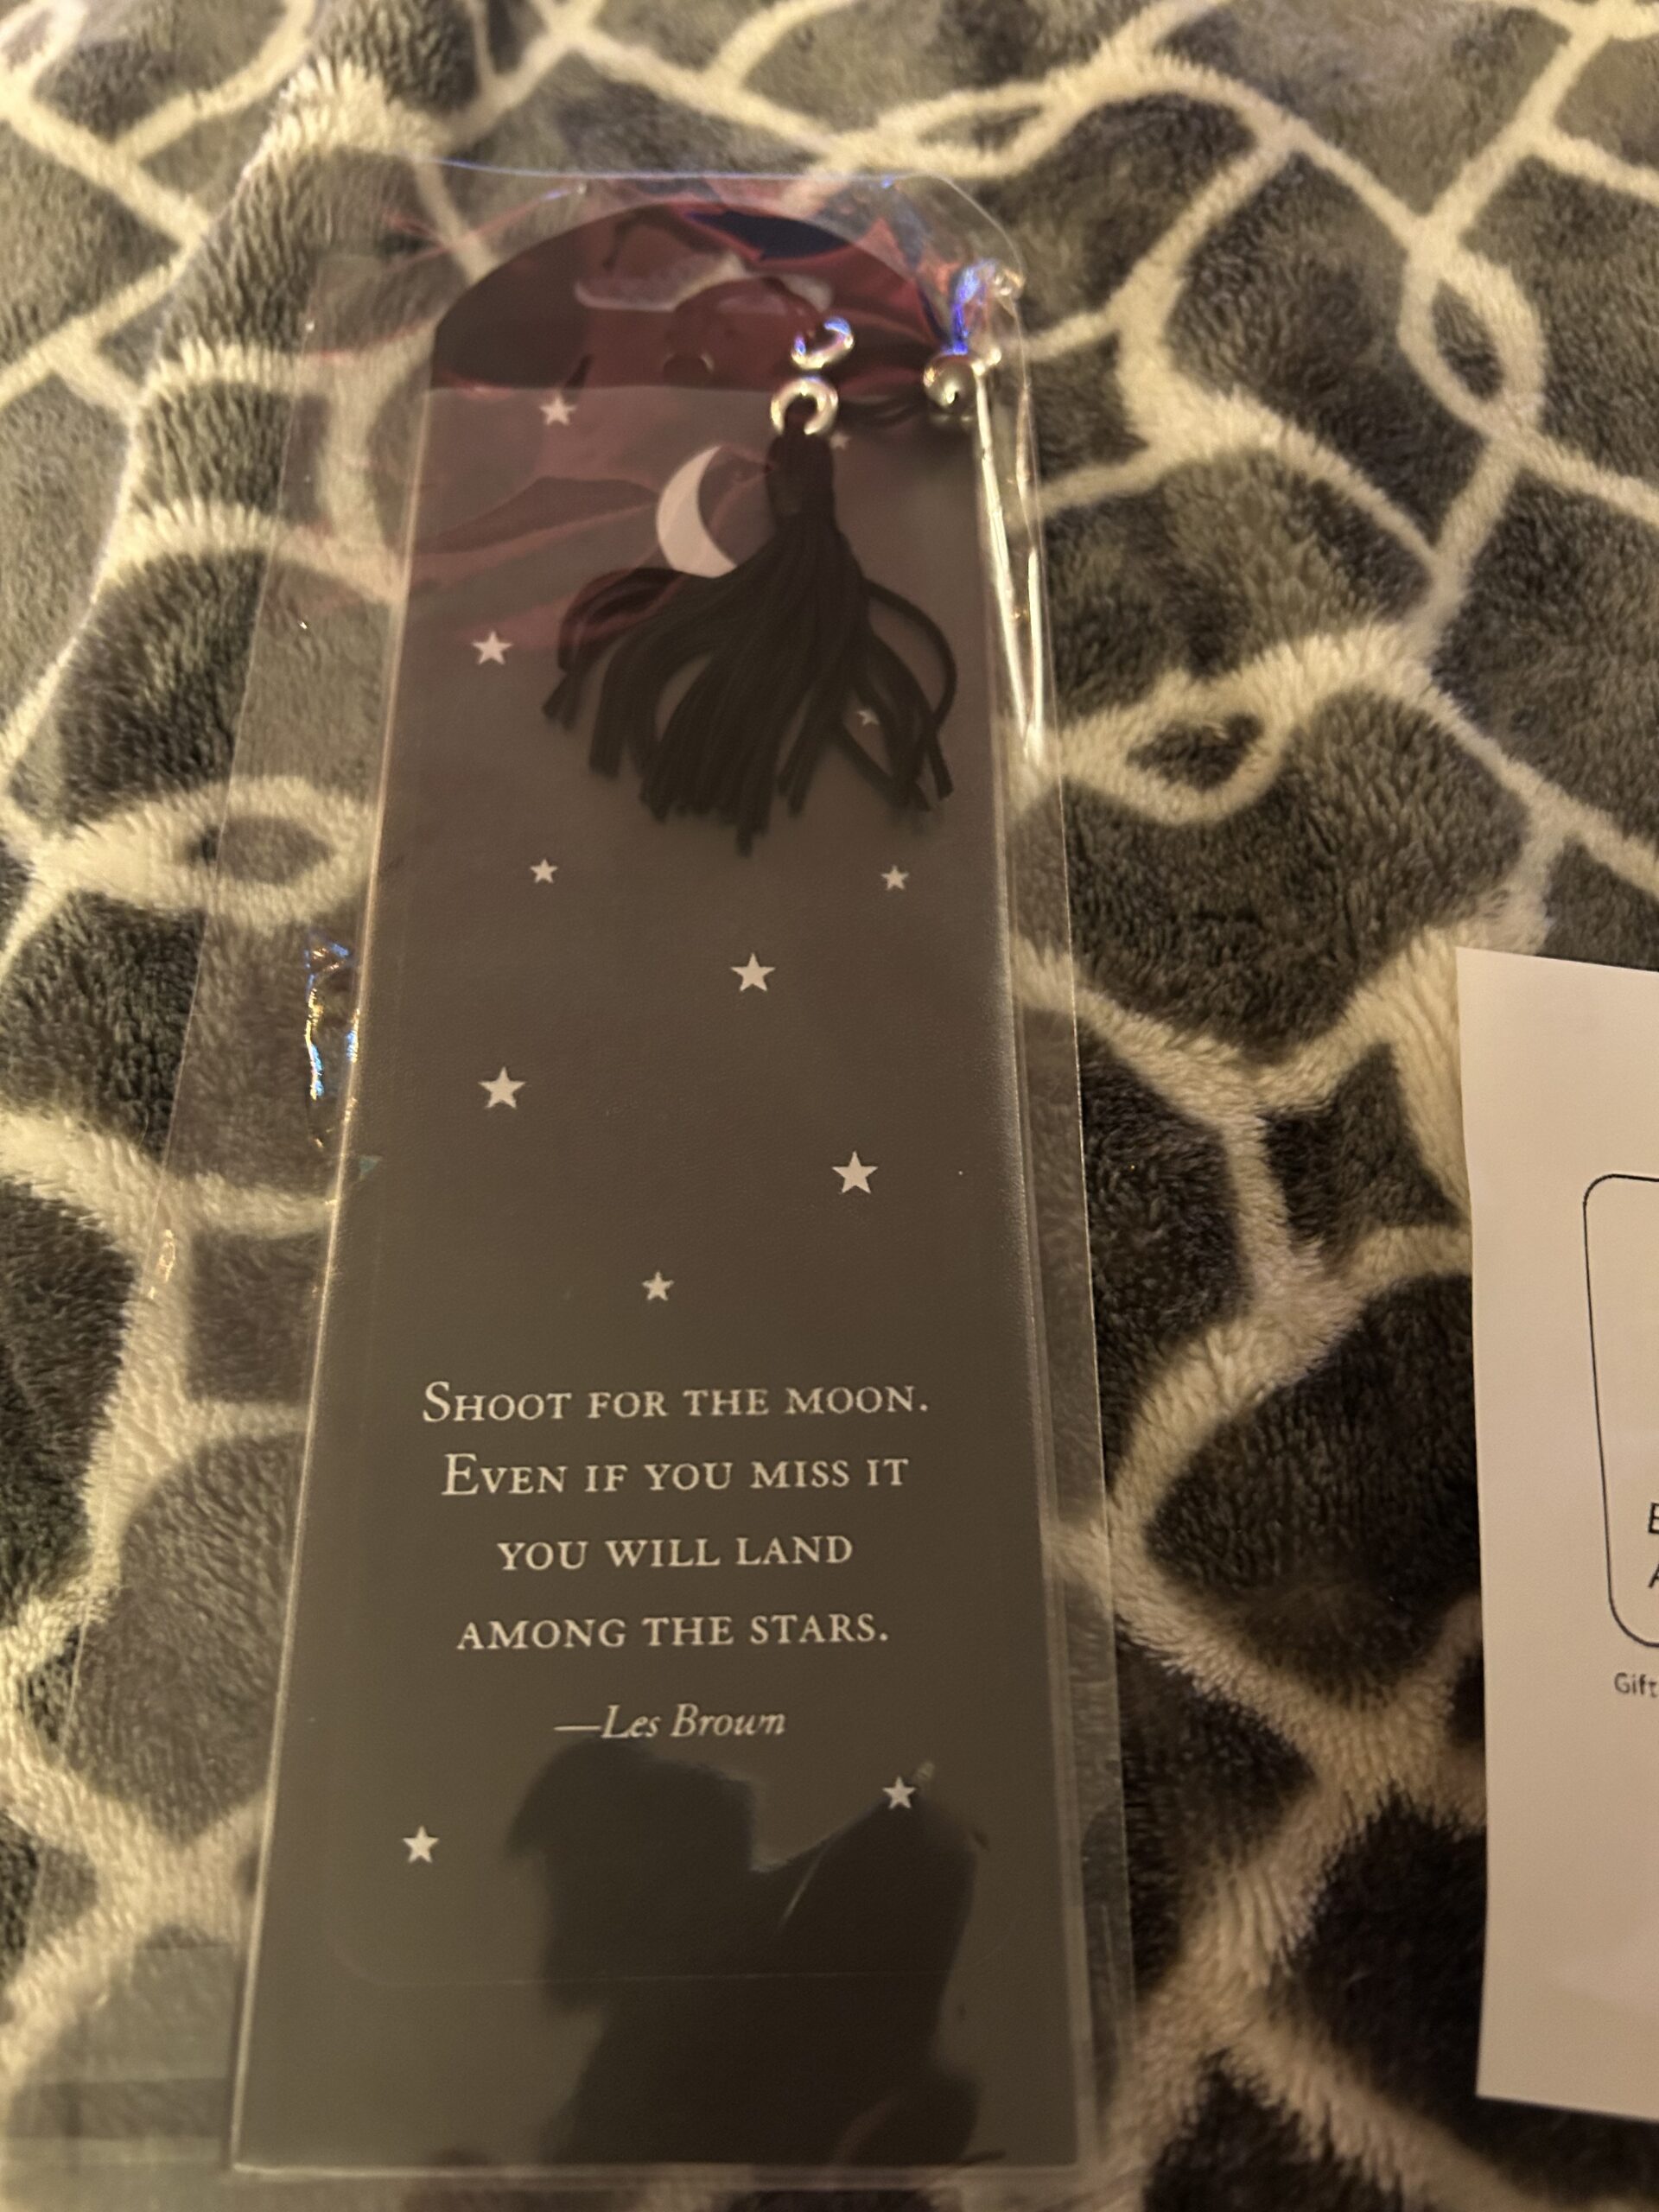 SHOOT FOR THE MOON.
EVEN IF YOU MISS IT
YOU WILL LAND
AMONG THE STARS.
—Les Brown
Gift